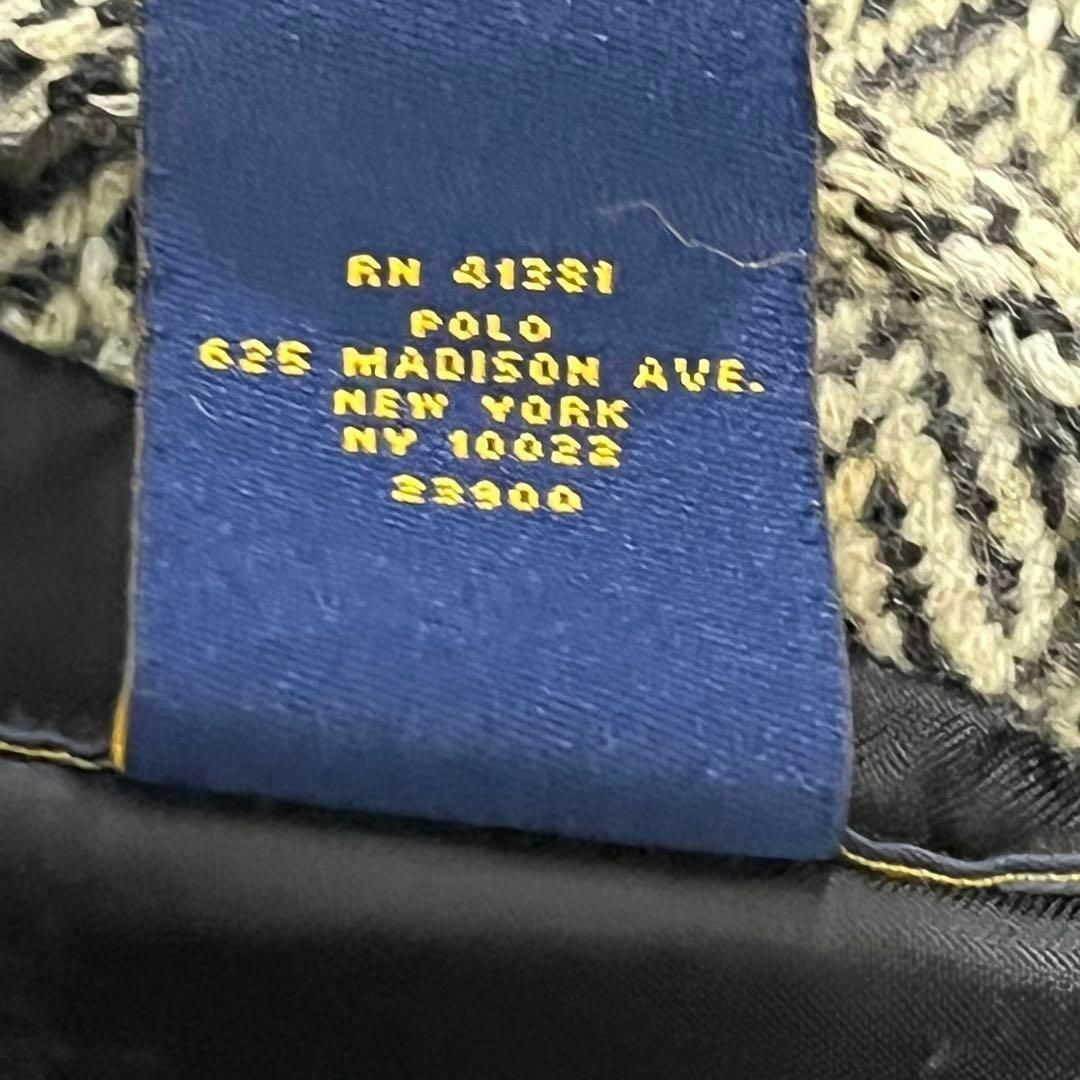 RN 41381
POLO
625 MADISON AVE.
NEW YORK
NY 10022
23900